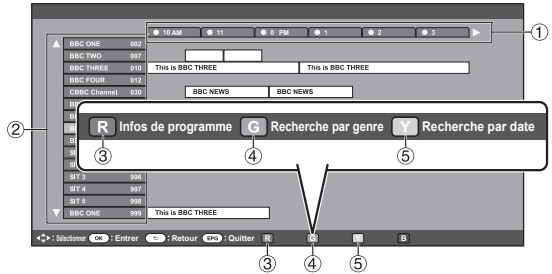 10 AM 11 0 PM 1 2 3
1
BBC ONE 002
BBC TWO 007
BBC THREE 010 This is BBC THREE This is BBC THREE
BBC FOUR 012
CBBC Channel 030 BBC NEWS BBC NEWS
2
R Infos de programme G Recherche par genre Y Recherche par date
3 4 5
SIT 3 996
SIT 4 997
SIT 5 998
BBC ONE 999 This is BBC THREE
: Sélectionner OK : Entrer : Retour EPG : Quitter R G Y B
3 4 5